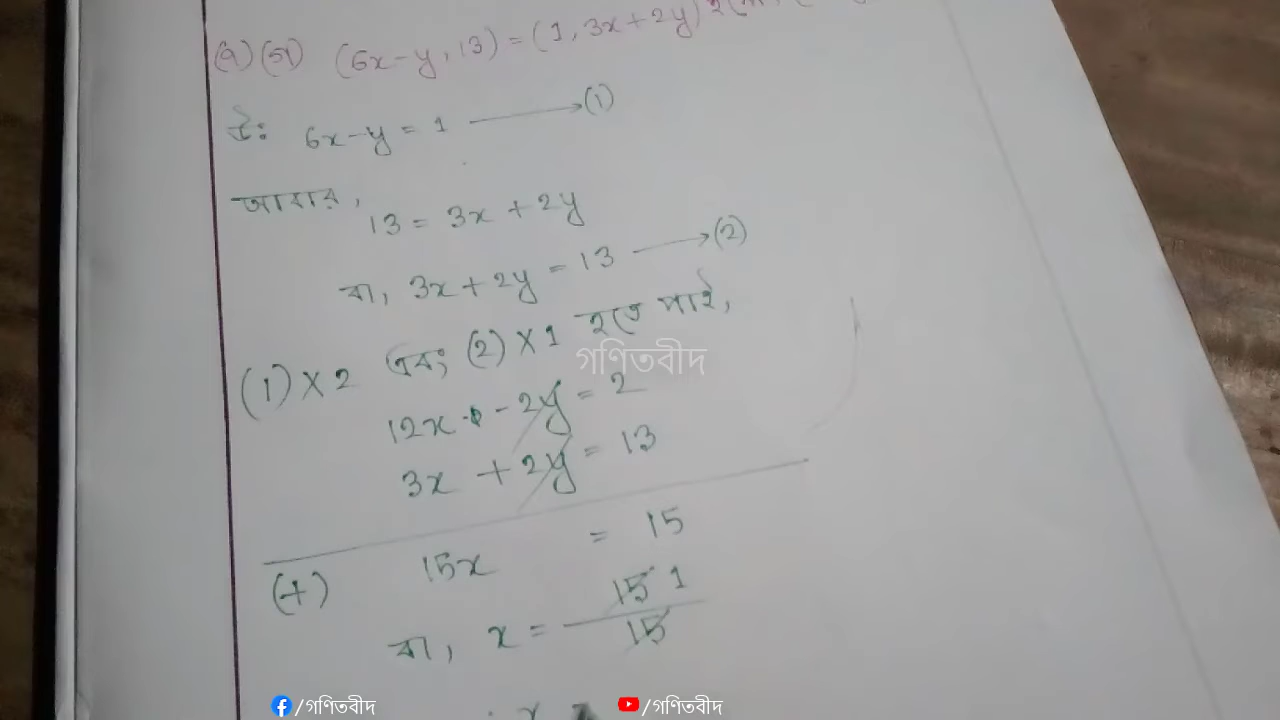 (৭) (গ) (6x-y, 13) = (1, 3x+2y)
উঃ 6x-y = 1 ⟶ (1)
আবার,
13 = 3x + 2y
বা, 3x + 2y = 13 ⟶ (2)
(1) × 2 এবং (2) × 1 হতে পাই,
12x - 2y = 2
3x + 2y = 13
(+) 15x = 15
বা, x = 15 1 / 15
গণিতবীদ
/গণিতবীদ /গণিতবীদ